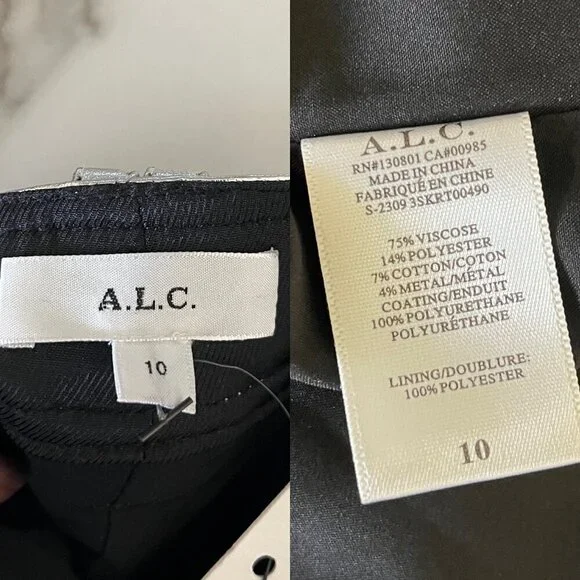 A.L.C.
10
A.L.C.
RN#130801 CA#00985
MADE IN CHINA
FABRIQUÉ EN CHINE
S-2309 3SKRT00490
75% VISCOSE
14% POLYESTER
7% COTTON/COTON
4% METAL/MÉTAL
COATING/ENDUIT
100% POLYURETHANE
POLYURÉTHANE
LINING/DOUBLURE:
100% POLYESTER
10